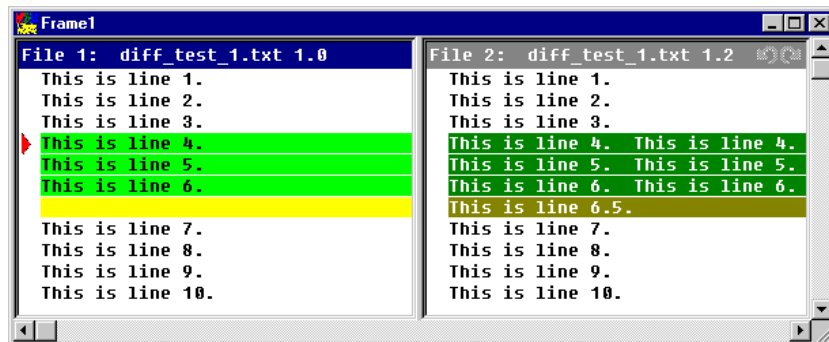 Frame1
File 1: diff_test_1.txt 1.0
This is line 1.
This is line 2.
This is line 3.
This is line 4.
This is line 5.
This is line 6.
This is line 7.
This is line 8.
This is line 9.
This is line 10.
File 2: diff_test_1.txt 1.2
This is line 1.
This is line 2.
This is line 3.
This is line 4. This is line 4.
This is line 5. This is line 5.
This is line 6. This is line 6.
This is line 6.5.
This is line 7.
This is line 8.
This is line 9.
This is line 10.